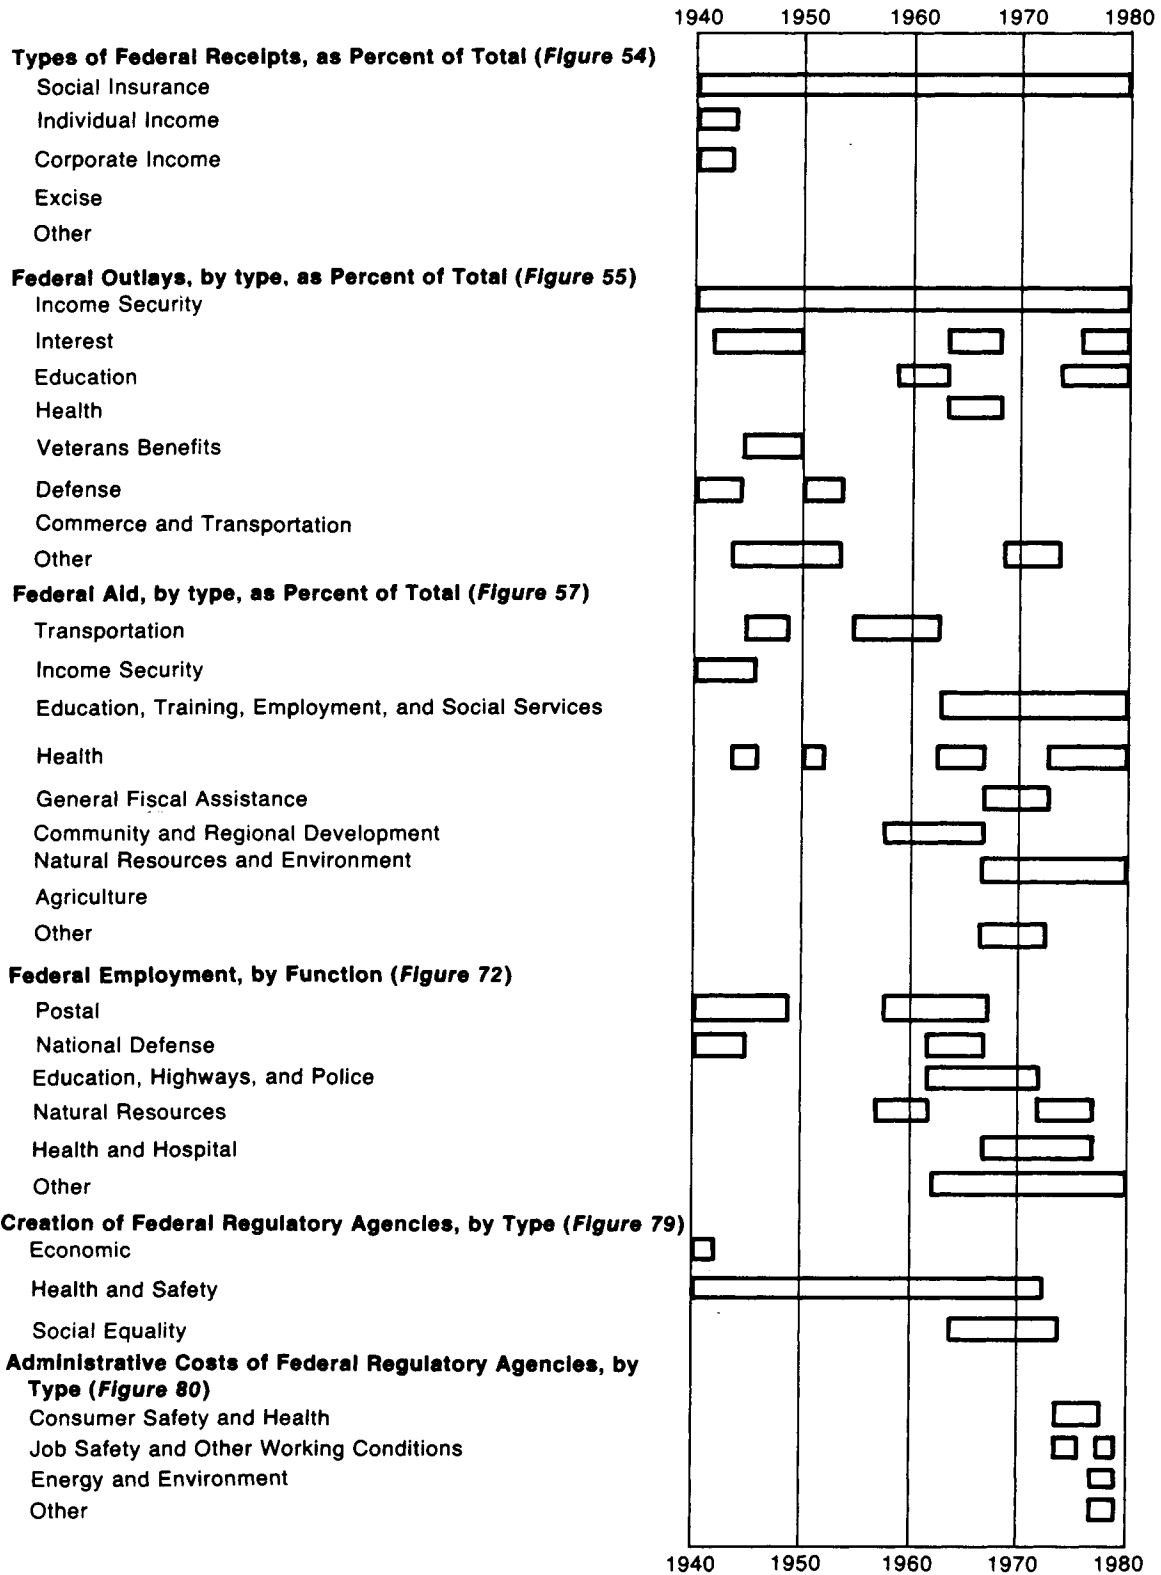 1940 1950 1960 1970 1980
Types of Federal Receipts, as Percent of Total (Figure 54)
Social Insurance
Individual Income
Corporate Income
Excise
Other
Federal Outlays, by type, as Percent of Total (Figure 55)
Income Security
Interest
Education
Health
Veterans Benefits
Defense
Commerce and Transportation
Other
Federal Aid, by type, as Percent of Total (Figure 57)
Transportation
Income Security
Education, Training, Employment, and Social Services
Health
General Fiscal Assistance
Community and Regional Development
Natural Resources and Environment
Agriculture
Other
Federal Employment, by Function (Figure 72)
Postal
National Defense
Education, Highways, and Police
Natural Resources
Health and Hospital
Other
Creation of Federal Regulatory Agencies, by Type (Figure 79)
Economic
Health and Safety
Social Equality
Administrative Costs of Federal Regulatory Agencies, by
Type (Figure 80)
Consumer Safety and Health
Job Safety and Other Working Conditions
Energy and Environment
Other
1940 1950 1960 1970 1980